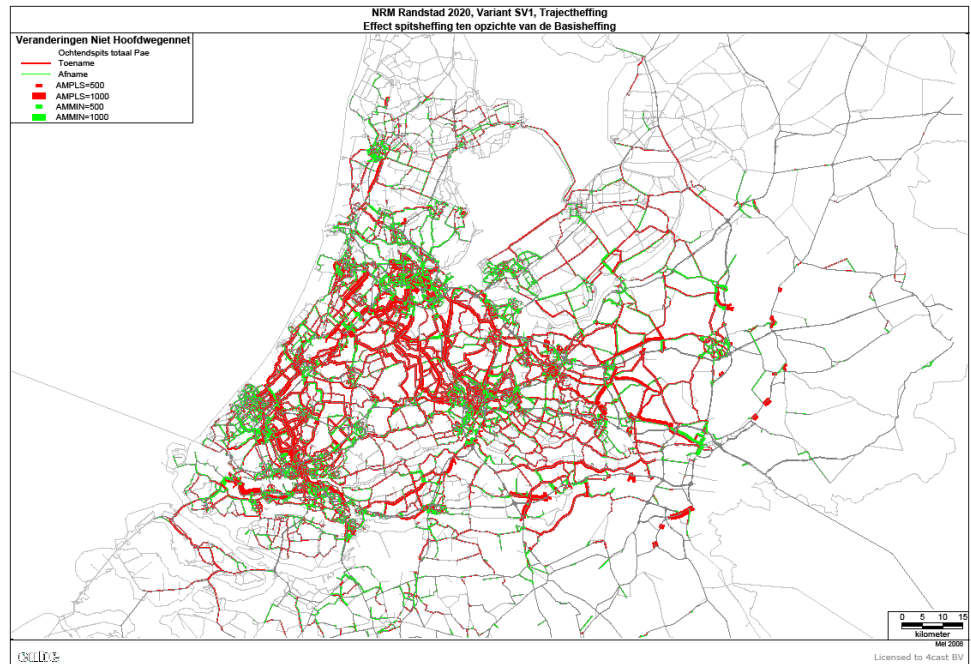 NRM Randstad 2020, Variant SV1, Trajectheffing
Effect spitsheffing ten opzichte van de Basisheffing
Veranderingen Niet Hoofdwegennet
Ochtendspits totaal Pae
Toename
Afname
AMPLS=500
AMPLS=1000
AMMIN=500
AMMIN=1000
0 5 10 15
kilometer
Mei 2008
cube
Licensed to 4cast BV